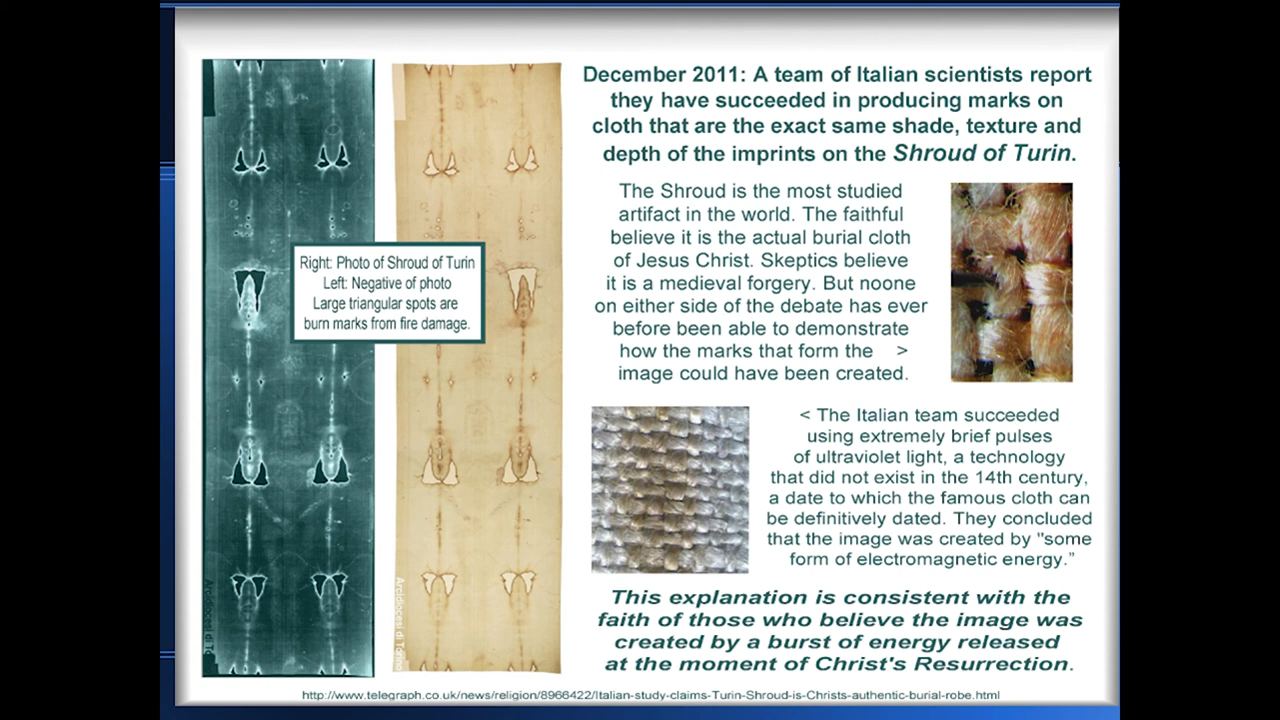 December 2011: A team of Italian scientists report
they have succeeded in producing marks on
cloth that are the exact same shade, texture and
depth of the imprints on the Shroud of Turin.
The Shroud is the most studied
artifact in the world. The faithful
believe it is the actual burial cloth
of Jesus Christ. Skeptics believe
it is a medieval forgery. But noone
on either side of the debate has ever
before been able to demonstrate
how the marks that form the >
image could have been created.
Right: Photo of Shroud of Turin
Left: Negative of photo
Large triangular spots are
burn marks from fire damage.
< The Italian team succeeded
using extremely brief pulses
of ultraviolet light, a technology
that did not exist in the 14th century,
a date to which the famous cloth can
be definitively dated. They concluded
that the image was created by "some
form of electromagnetic energy.”
This explanation is consistent with the
faith of those who believe the image was
created by a burst of energy released
at the moment of Christ's Resurrection.
Arcidiocesi di To
Arcidiocesi di Torino
http://www.telegraph.co.uk/news/religion/8966422/Italian-study-claims-Turin-Shroud-is-Christs-authentic-burial-robe.html